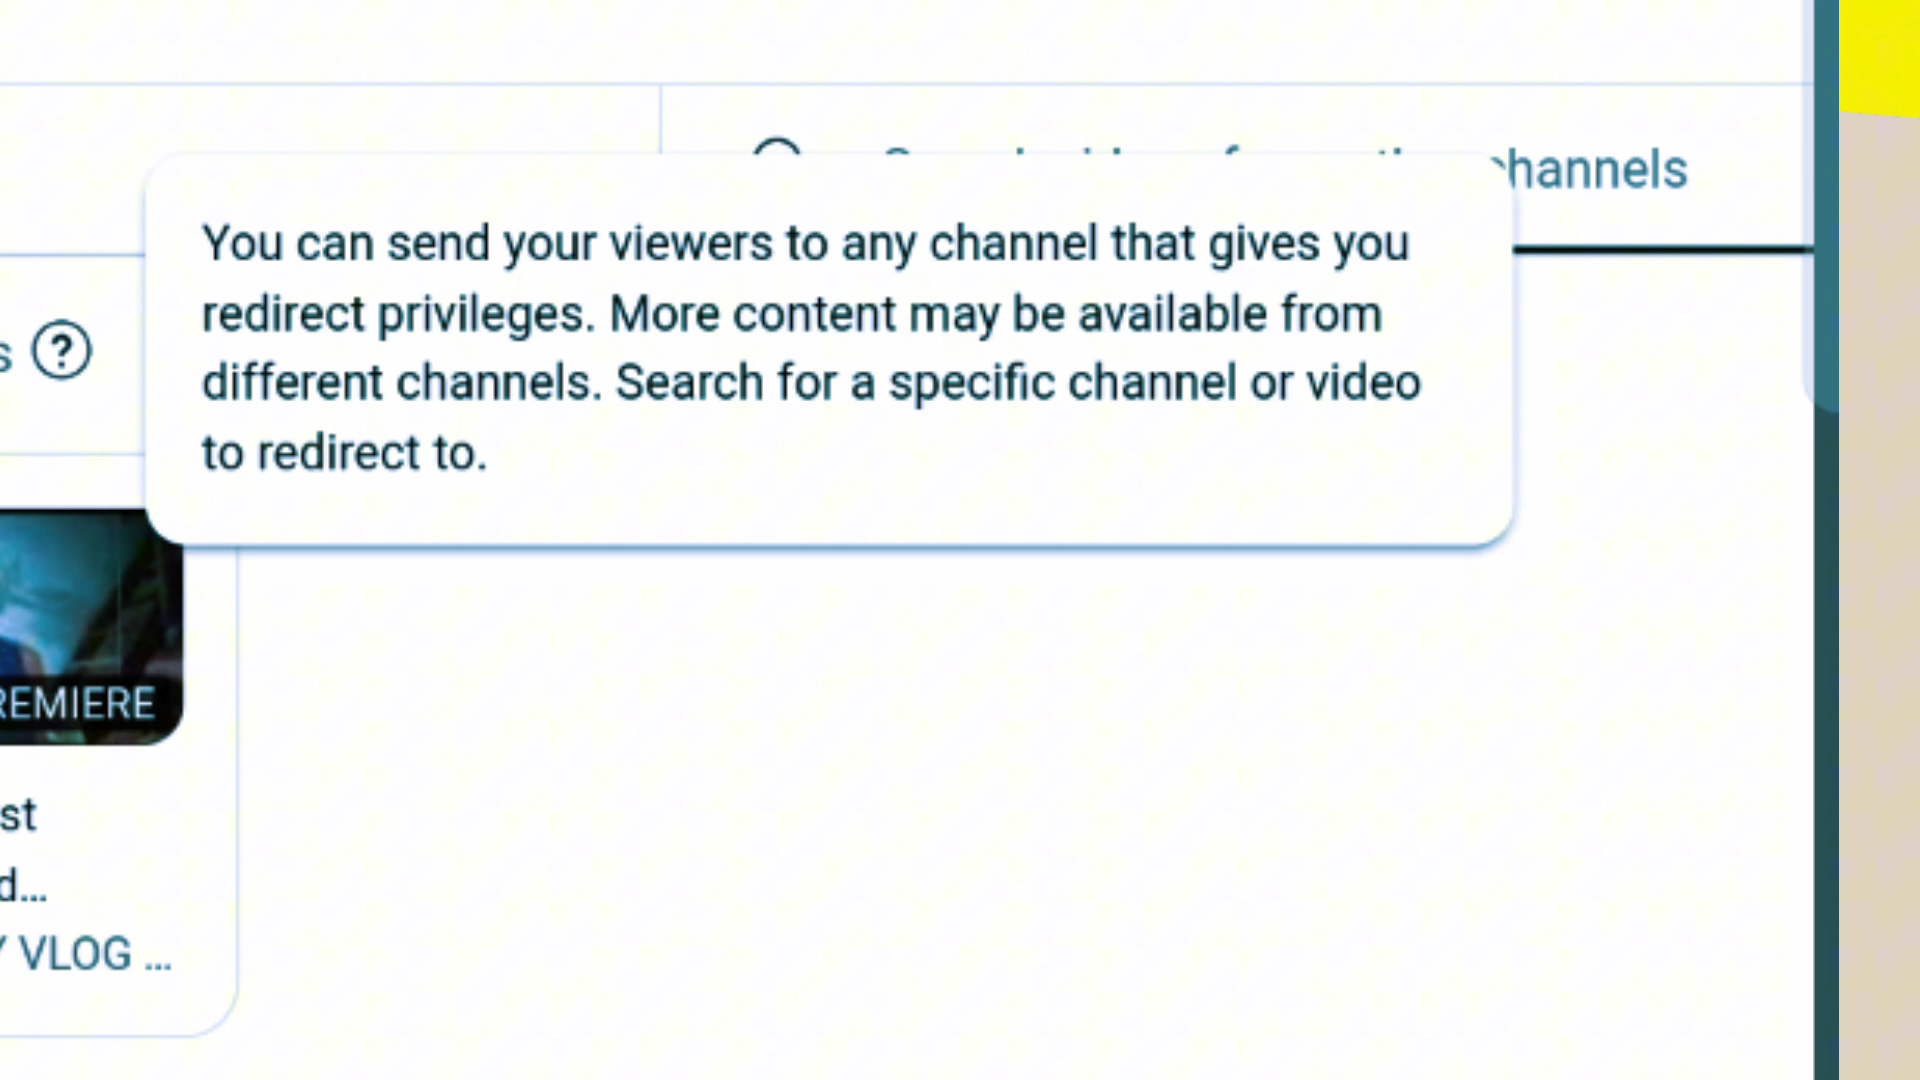 channels
You can send your viewers to any channel that gives you
redirect privileges. More content may be available from
different channels. Search for a specific channel or video
to redirect to.
s ?
REMIERE
st
d...
Y VLOG ...